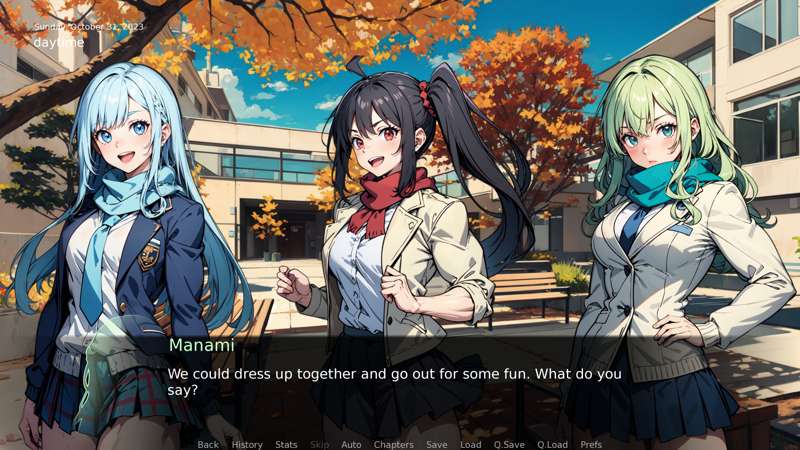 Sunday, October 31, 2023
daytime
Manami
We could dress up together and go out for some fun. What do you
say?
Back History Stats Skip Auto Chapters Save Load Q.Save Q.Load Prefs